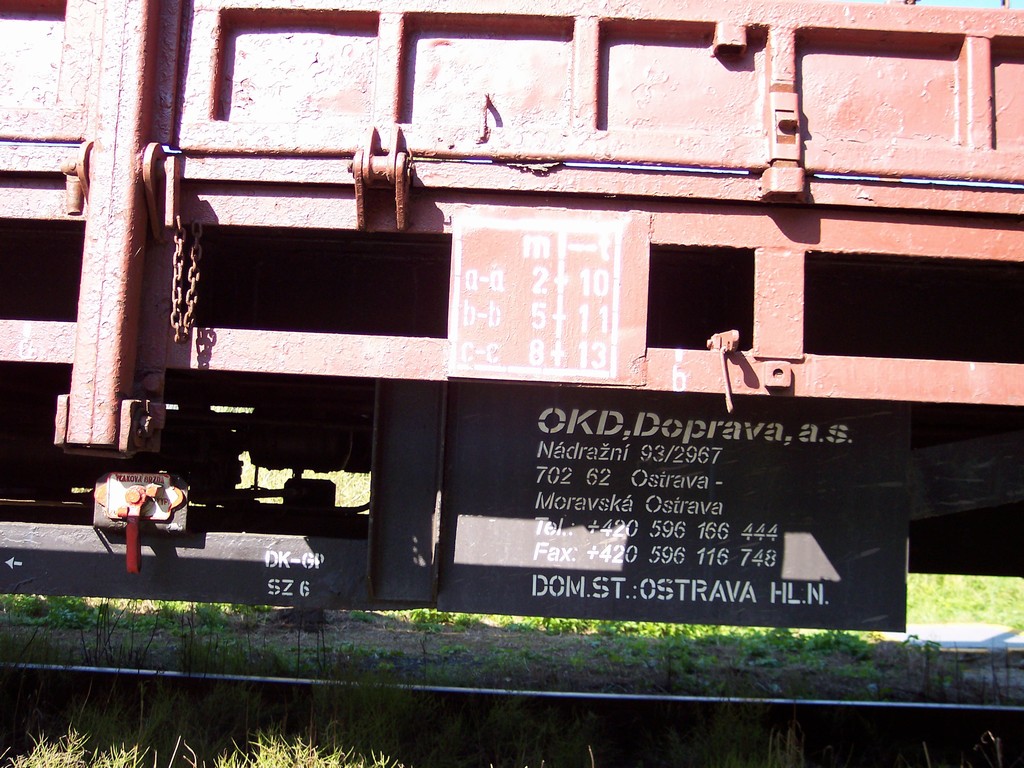 m — t
a-a 2+10
b-b 5+11
c-c 8+13
b
OKD,Doprava, a.s.
Nádražní 93/2967
702 62 Ostrava -
Moravská Ostrava
Tel.: +420 596 166 444
Fax: +420 596 116 748
DOM.ST.:OSTRAVA HL.N.
DK-GP
SZ 6